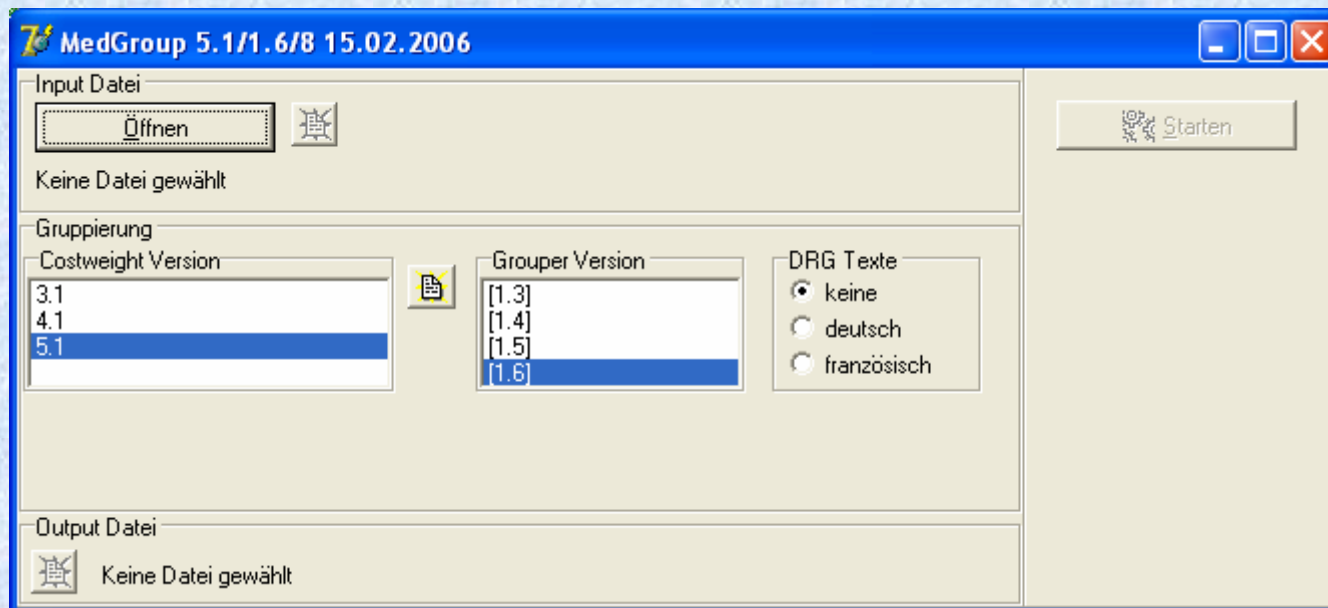 MedGroup 5.1/1.6/8 15.02.2006
Input Datei
Öffnen
Starten
Keine Datei gewählt
Gruppierung
Costweight Version
3.1
4.1
5.1
Grouper Version
[1.3]
[1.4]
[1.5]
[1.6]
DRG Texte
keine
deutsch
französisch
Output Datei
Keine Datei gewählt